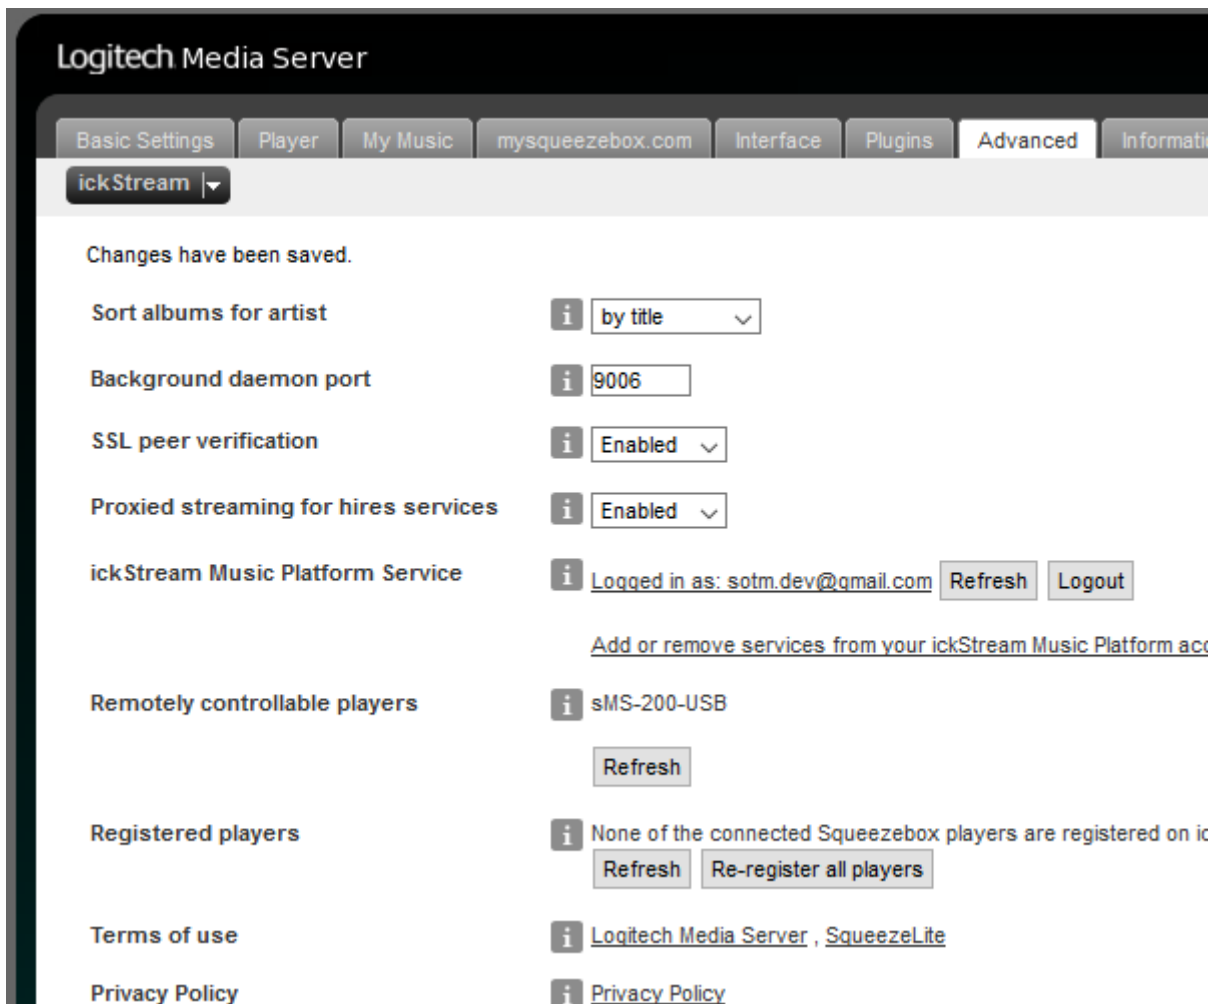 Logitech Media Server
Basic Settings Player My Music mysqueezebox.com Interface Plugins Advanced Informati
ickStream
Changes have been saved.
Sort albums for artist i by title
Background daemon port i 9006
SSL peer verification i Enabled
Proxied streaming for hires services i Enabled
ickStream Music Platform Service i Logged in as: sotm.dev@gmail.com Refresh Logout
Add or remove services from your ickStream Music Platform acc
Remotely controllable players i sMS-200-USB
Refresh
Registered players i None of the connected Squeezebox players are registered on ic
Refresh Re-register all players
Terms of use i Logitech Media Server , SqueezeLite
Privacy Policy i Privacy Policy